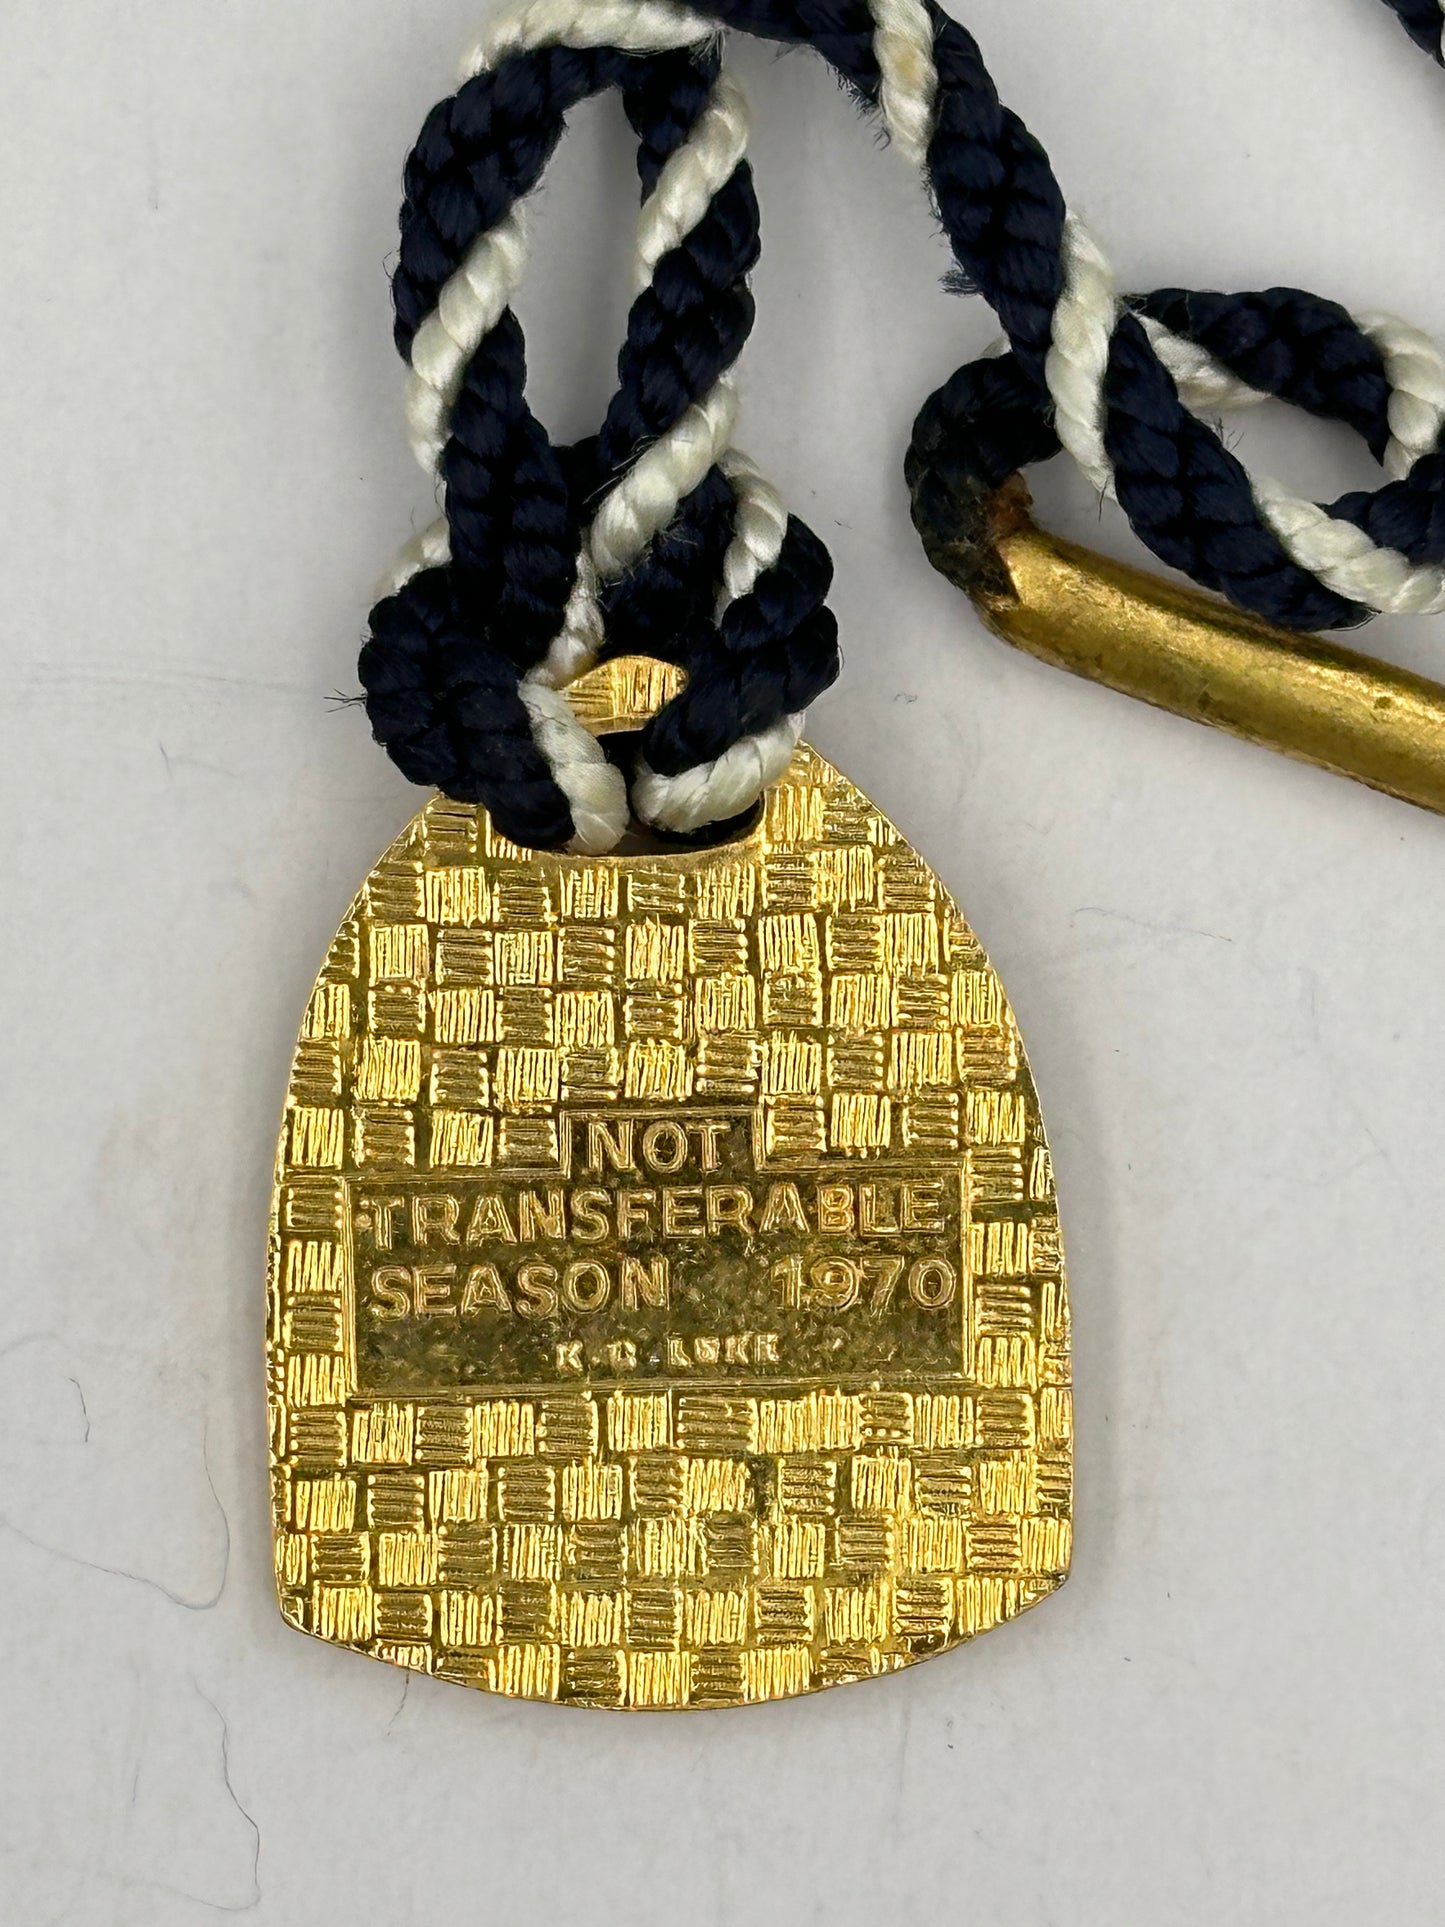 NOT
TRANSFERABLE
SEASON 1970
K. G. LUKE